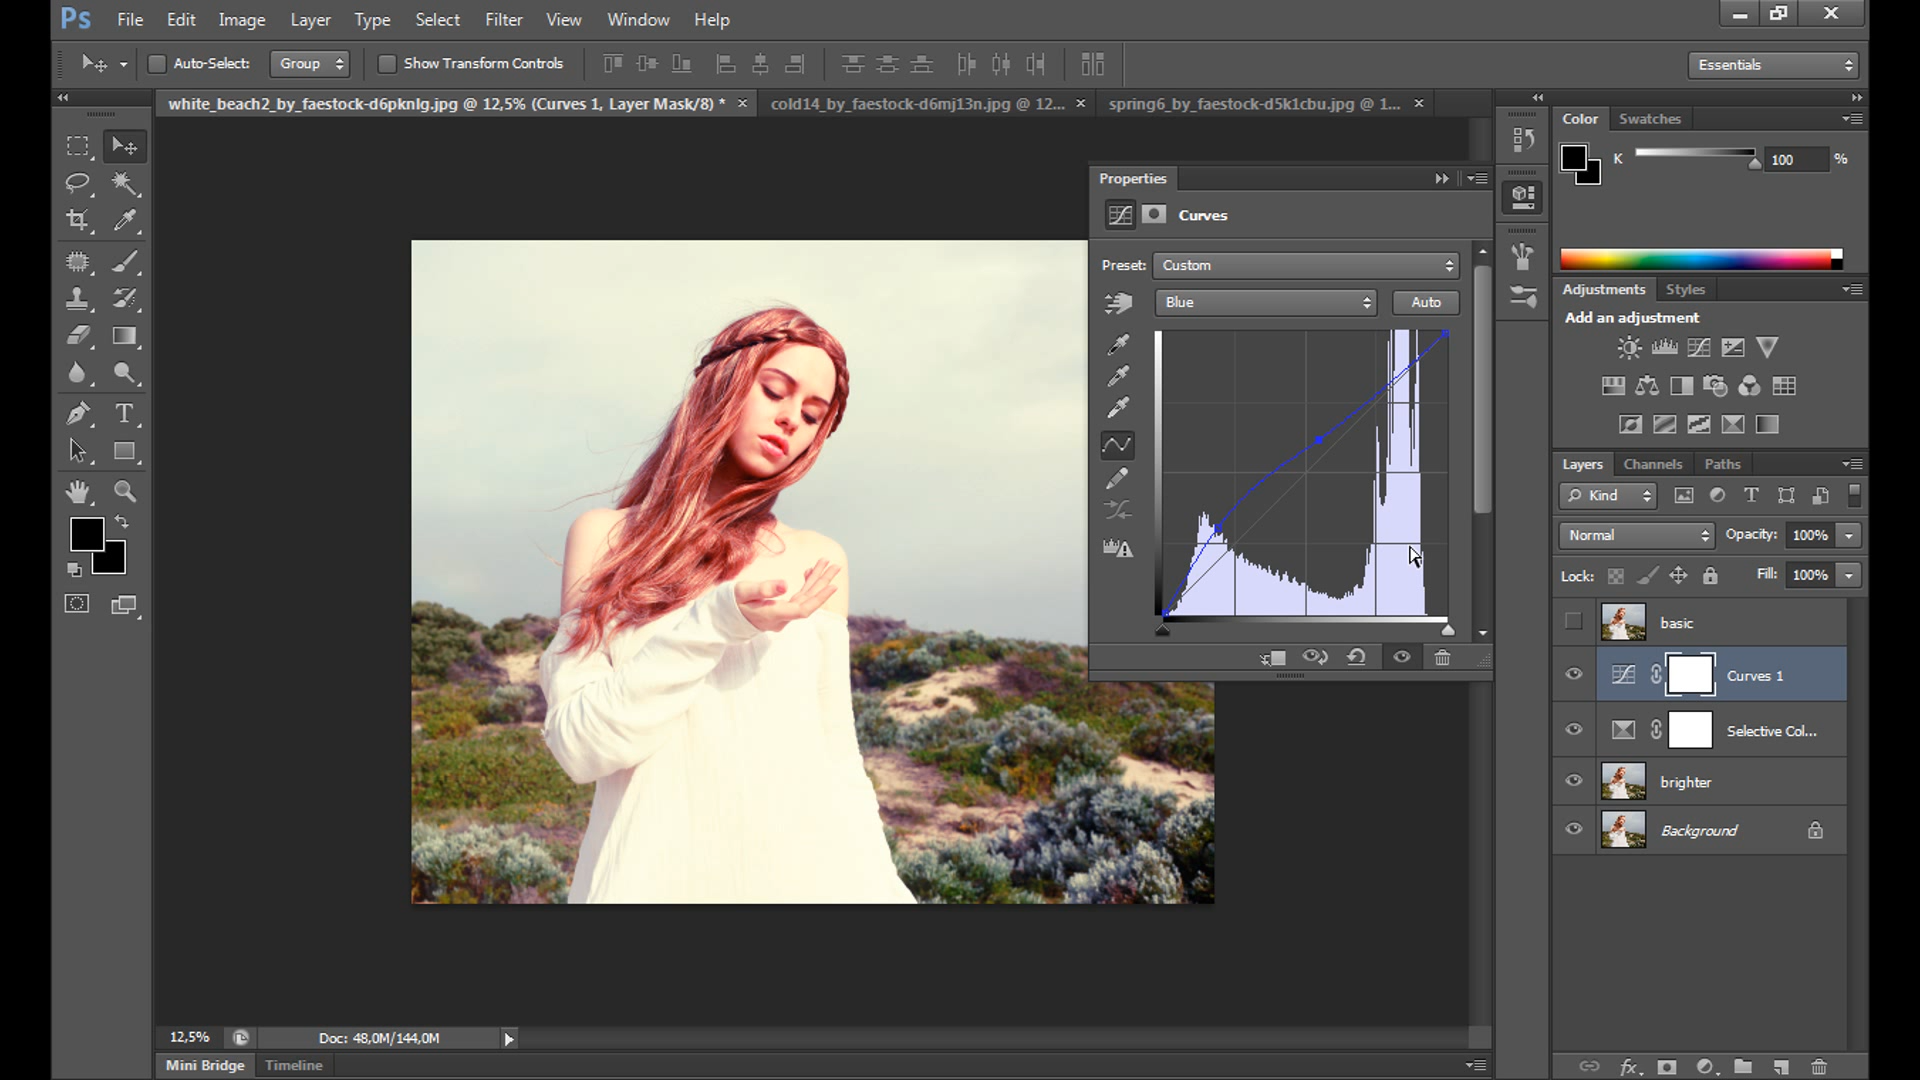 Ps File Edit Image Layer Type Select Filter View Window Help
Auto-Select: Group Show Transform Controls Essentials
white_beach2_by_faestock-d6pknlg.jpg @ 12,5% (Curves 1, Layer Mask/8) * cold14_by_faestock-d6mj13n.jpg @ 12... spring6_by_faestock-d5k1cbu.jpg @ 1...
Color Swatches
K 100 %
Properties
Curves
Preset: Custom
Blue Auto
Adjustments Styles
Add an adjustment
Layers Channels Paths
Kind T
Normal Opacity: 100%
Lock: Fill: 100%
basic
Curves 1
Selective Col...
brighter
Background
12,5% Doc: 48,0M/144,0M
Mini Bridge Timeline
fx